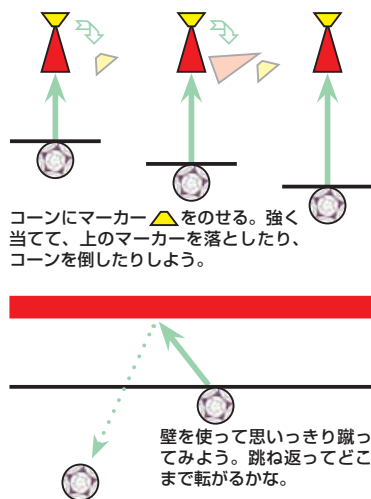 コーンにマーカー をのせる。強く
当てて、上のマーカーを落としたり、
コーンを倒したりしよう。
壁を使って思いっきり蹴っ
てみよう。跳ね返ってどこ
まで転がるかな。